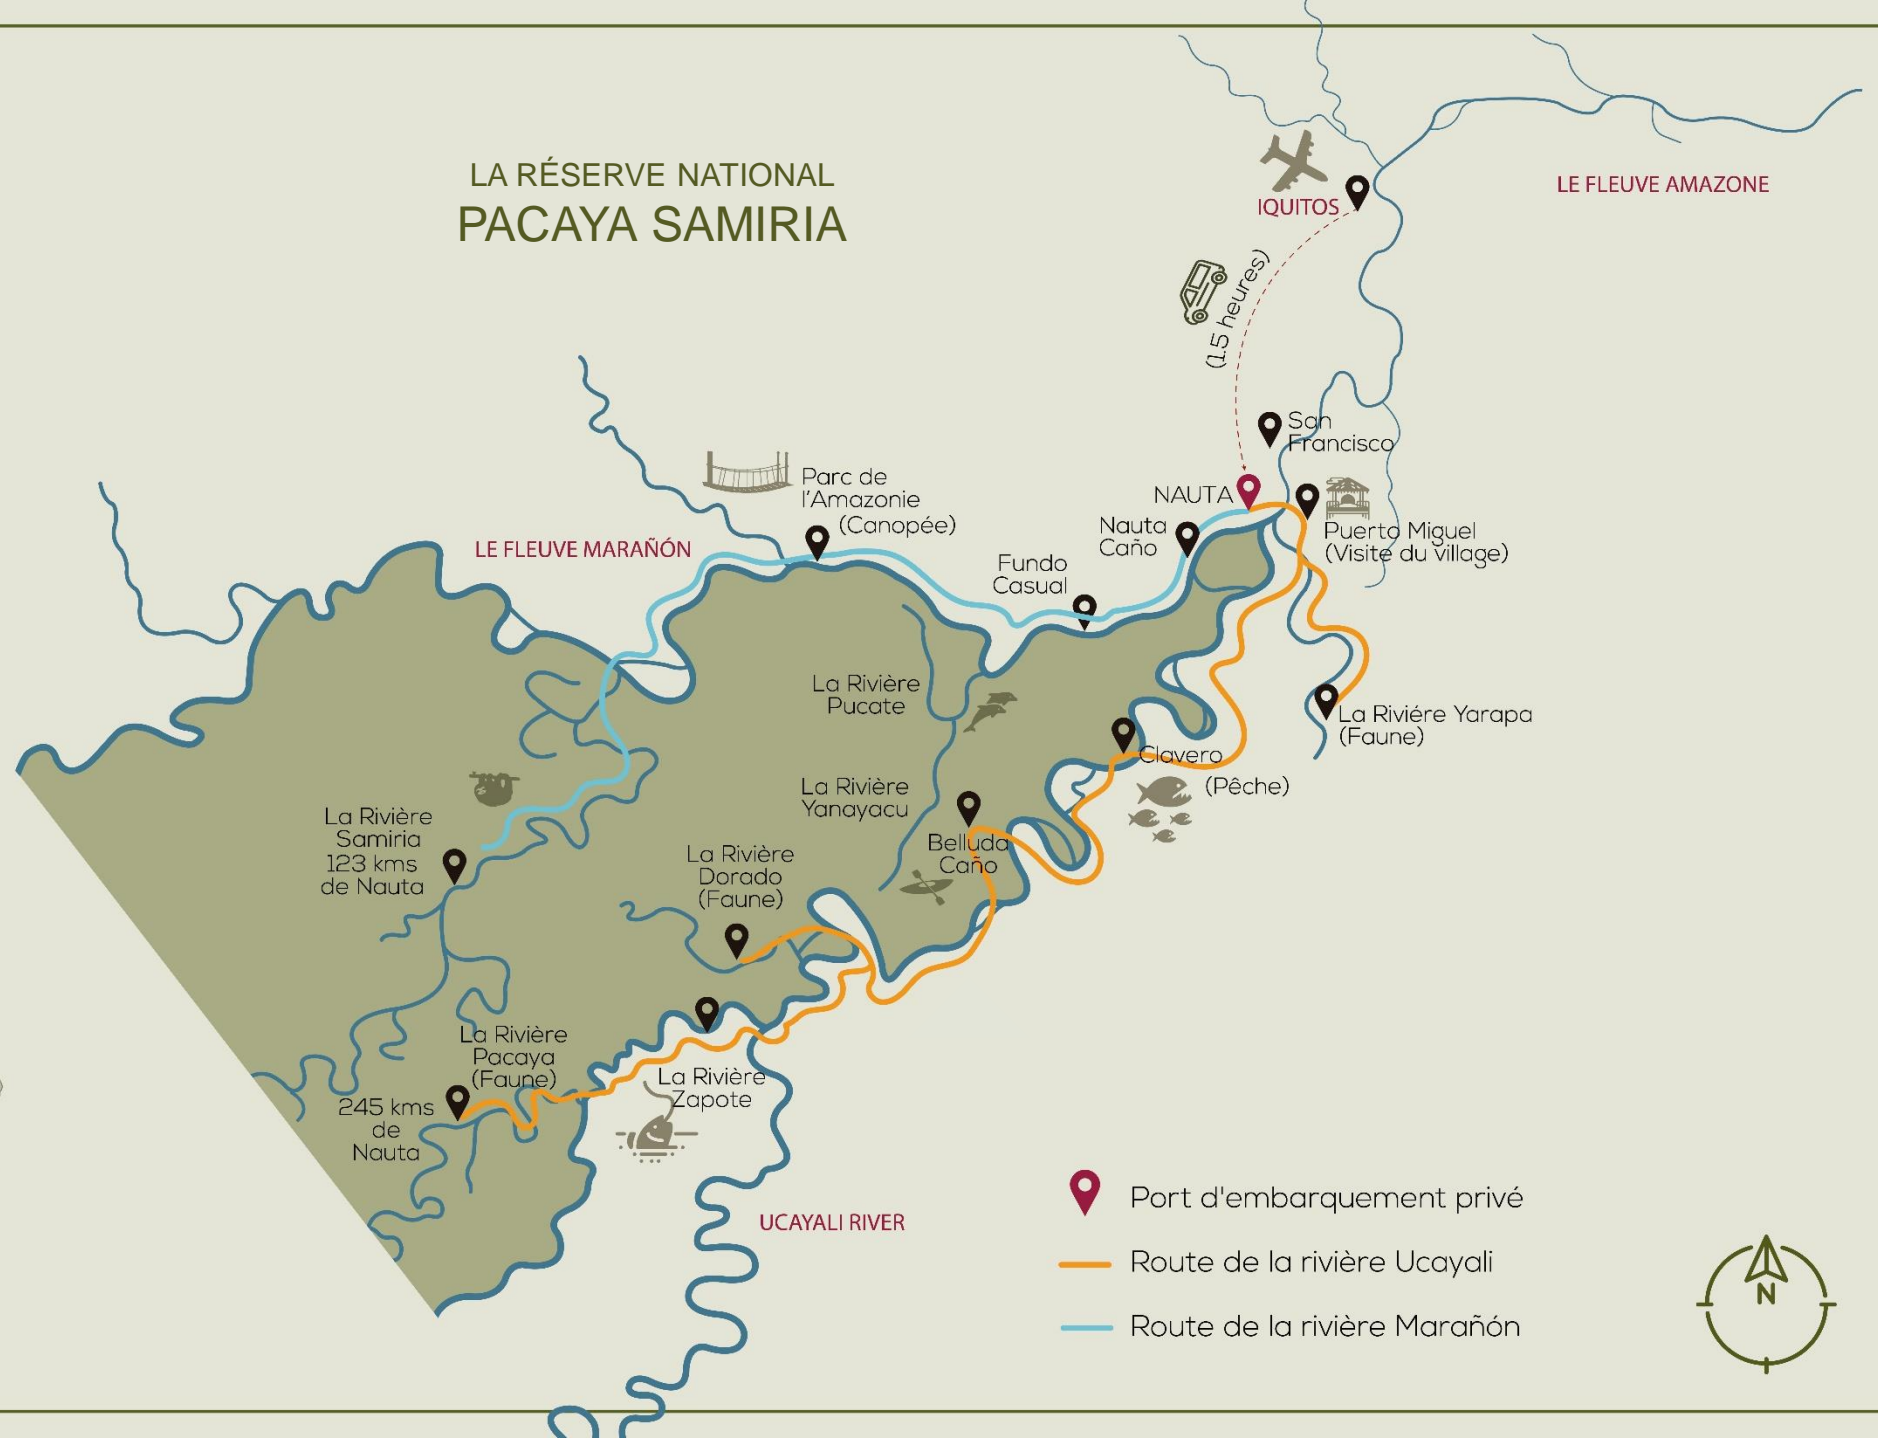 LA RÉSERVE NATIONAL
PACAYA SAMIRIA
LE FLEUVE AMAZONE
IQUITOS
(1.5 heures)
San
Francisco
NAUTA
Puerto Miguel
(Visite du village)
Nauta
Caño
Parc de
l'Amazonie
(Canopée)
LE FLEUVE MARAÑÓN
Fundo
Casual
La Rivière
Pucate
La Riviére Yarapa
(Faune)
Clavero
(Pêche)
La Rivière
Yanayacu
Belluda
Caño
La Rivière
Samiria
123 kms
de Nauta
La Rivière
Dorado
(Faune)
La Rivière
Pacaya
(Faune)
245 kms
de
Nauta
La Rivière
Zapote
UCAYALI RIVER
Port d'embarquement privé
Route de la rivière Ucayali
Route de la rivière Marañón
N